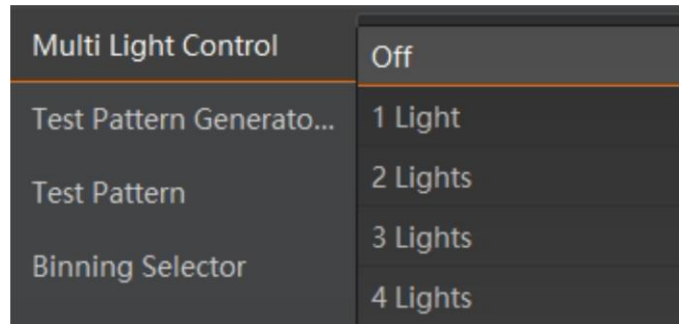 Multi Light Control
Off
Test Pattern Generato...
1 Light
Test Pattern
2 Lights
Binning Selector
3 Lights
4 Lights